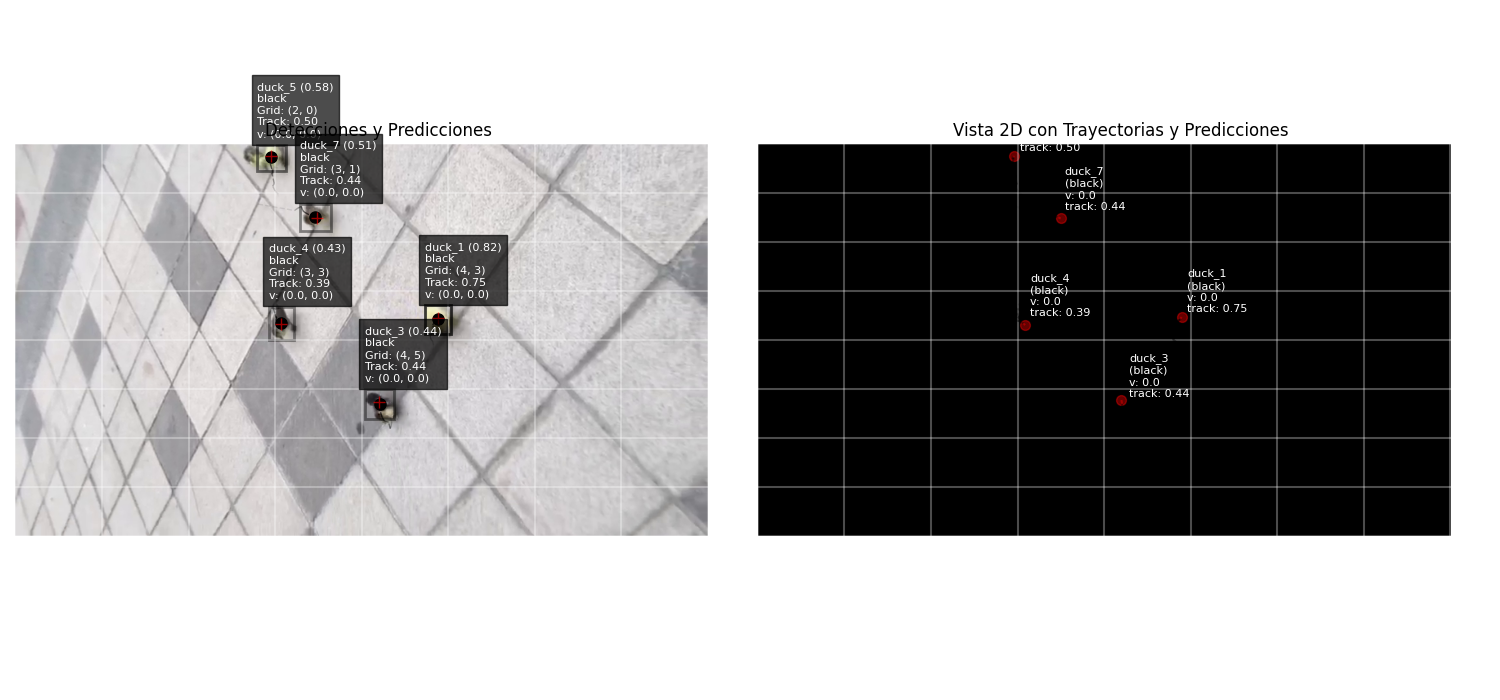 duck_5 (0.58)
black
Grid: (2, 0)
Track: 0.50
v: (0.0, 0.0)
Detecciones y Predicciones
duck_7 (0.51)
black
Grid: (3, 1)
Track: 0.44
v: (0.0, 0.0)
duck_4 (0.43)
black
Grid: (3, 3)
Track: 0.39
v: (0.0, 0.0)
duck_1 (0.82)
black
Grid: (4, 3)
Track: 0.75
v: (0.0, 0.0)
duck_3 (0.44)
black
Grid: (4, 5)
Track: 0.44
v: (0.0, 0.0)
Vista 2D con Trayectorias y Predicciones
track: 0.50
duck_7
(black)
v: 0.0
track: 0.44
duck_4
(black)
v: 0.0
track: 0.39
duck_1
(black)
v: 0.0
track: 0.75
duck_3
(black)
v: 0.0
track: 0.44